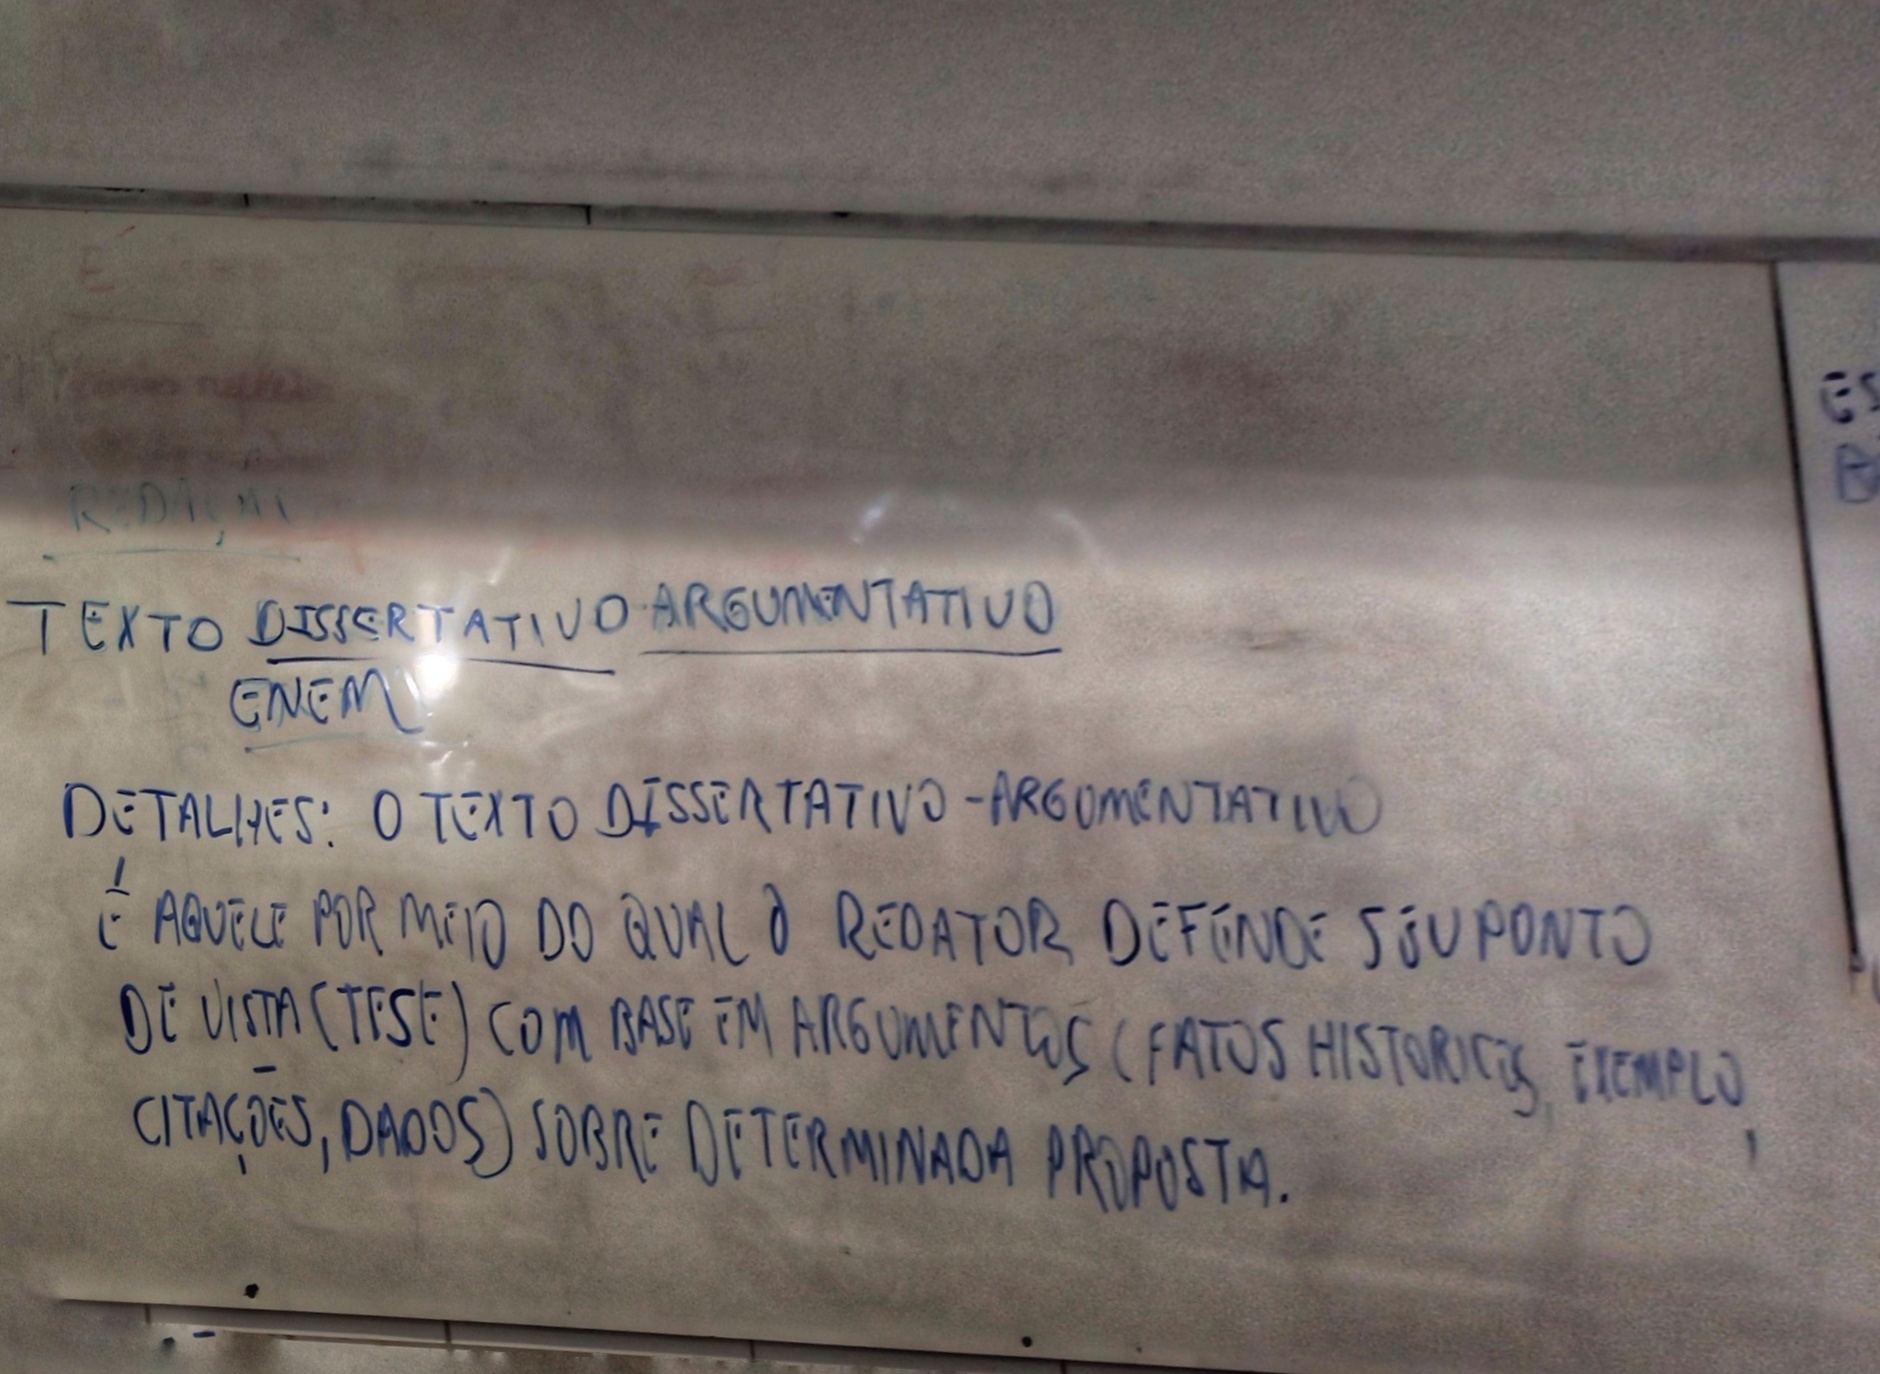 REDAÇÃO
TEXTO DISSERTATIVO-ARGUMENTATIVO
ENEM
DETALHES: O TEXTO DISSERTATIVO-ARGUMENTATIVO
É AQUELE POR MEIO DO QUAL O REDATOR DEFENDE SEU PONTO
DE VISTA (TESE) COM BASE EM ARGUMENTOS (FATOS HISTORICOS, EXEMPLO,
CITAÇÕES, DADOS) SOBRE DETERMINADA PROPOSTA.